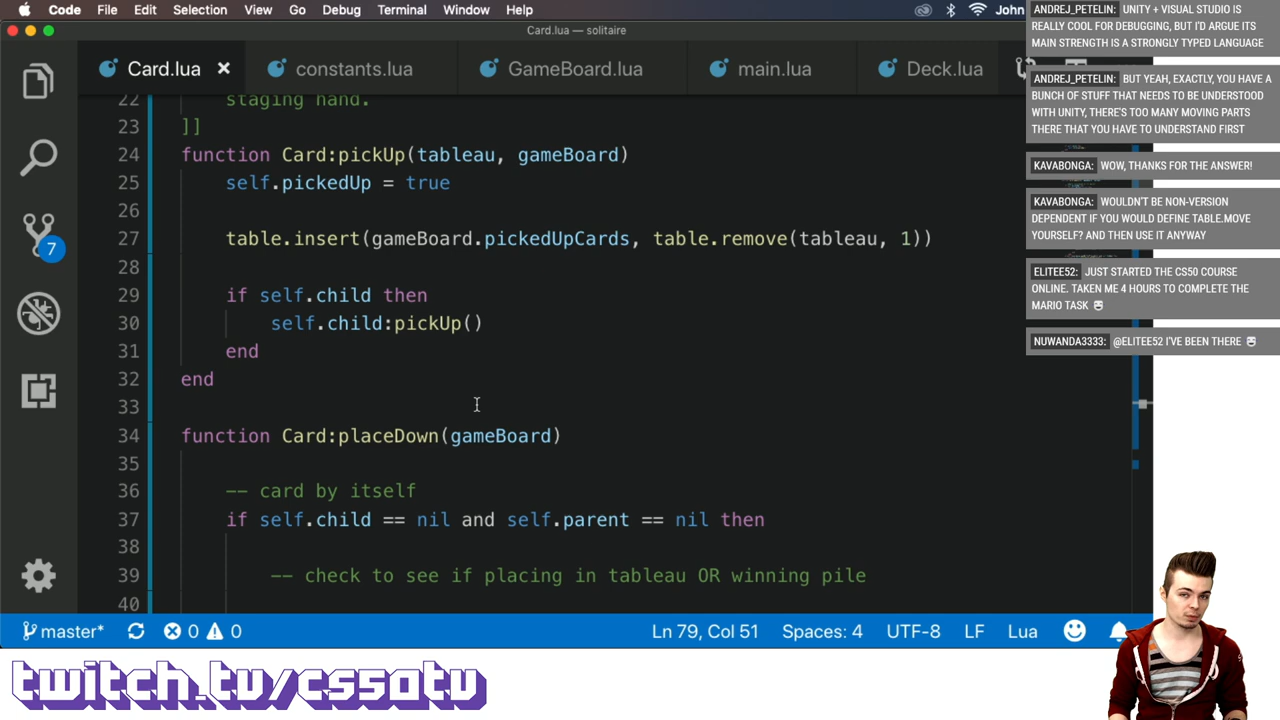 Code File Edit Selection View Go Debug Terminal Window Help John
Card.lua — solitaire
Card.lua constants.lua GameBoard.lua main.lua Deck.lua
22 staging hand.
23 ]]
24 function Card:pickUp(tableau, gameBoard)
25 self.pickedUp = true
26
27 table.insert(gameBoard.pickedUpCards, table.remove(tableau, 1))
28
29 if self.child then
30 self.child:pickUp()
31 end
32 end
33
34 function Card:placeDown(gameBoard)
35
36 -- card by itself
37 if self.child == nil and self.parent == nil then
38
39 -- check to see if placing in tableau OR winning pile
40
7
master* 0 0 Ln 79, Col 51 Spaces: 4 UTF-8 LF Lua
ANDREJ_PETELIN: UNITY + VISUAL STUDIO IS
REALLY COOL FOR DEBUGGING, BUT I'D ARGUE ITS
MAIN STRENGTH IS A STRONGLY TYPED LANGUAGE
ANDREJ_PETELIN: BUT YEAH, EXACTLY, YOU HAVE A
BUNCH OF STUFF THAT NEEDS TO BE UNDERSTOOD
WITH UNITY, THERE'S TOO MANY MOVING PARTS
THERE THAT YOU HAVE TO UNDERSTAND FIRST
KAVABONGA: WOW, THANKS FOR THE ANSWER!
KAVABONGA: WOULDN'T BE NON-VERSION
DEPENDENT IF YOU WOULD DEFINE TABLE.MOVE
YOURSELF? AND THEN USE IT ANYWAY
ELITEE52: JUST STARTED THE CS50 COURSE
ONLINE. TAKEN ME 4 HOURS TO COMPLETE THE
MARIO TASK
NUWANDA3333: @ELITEE52 I'VE BEEN THERE
twitch.tv/cs50tv